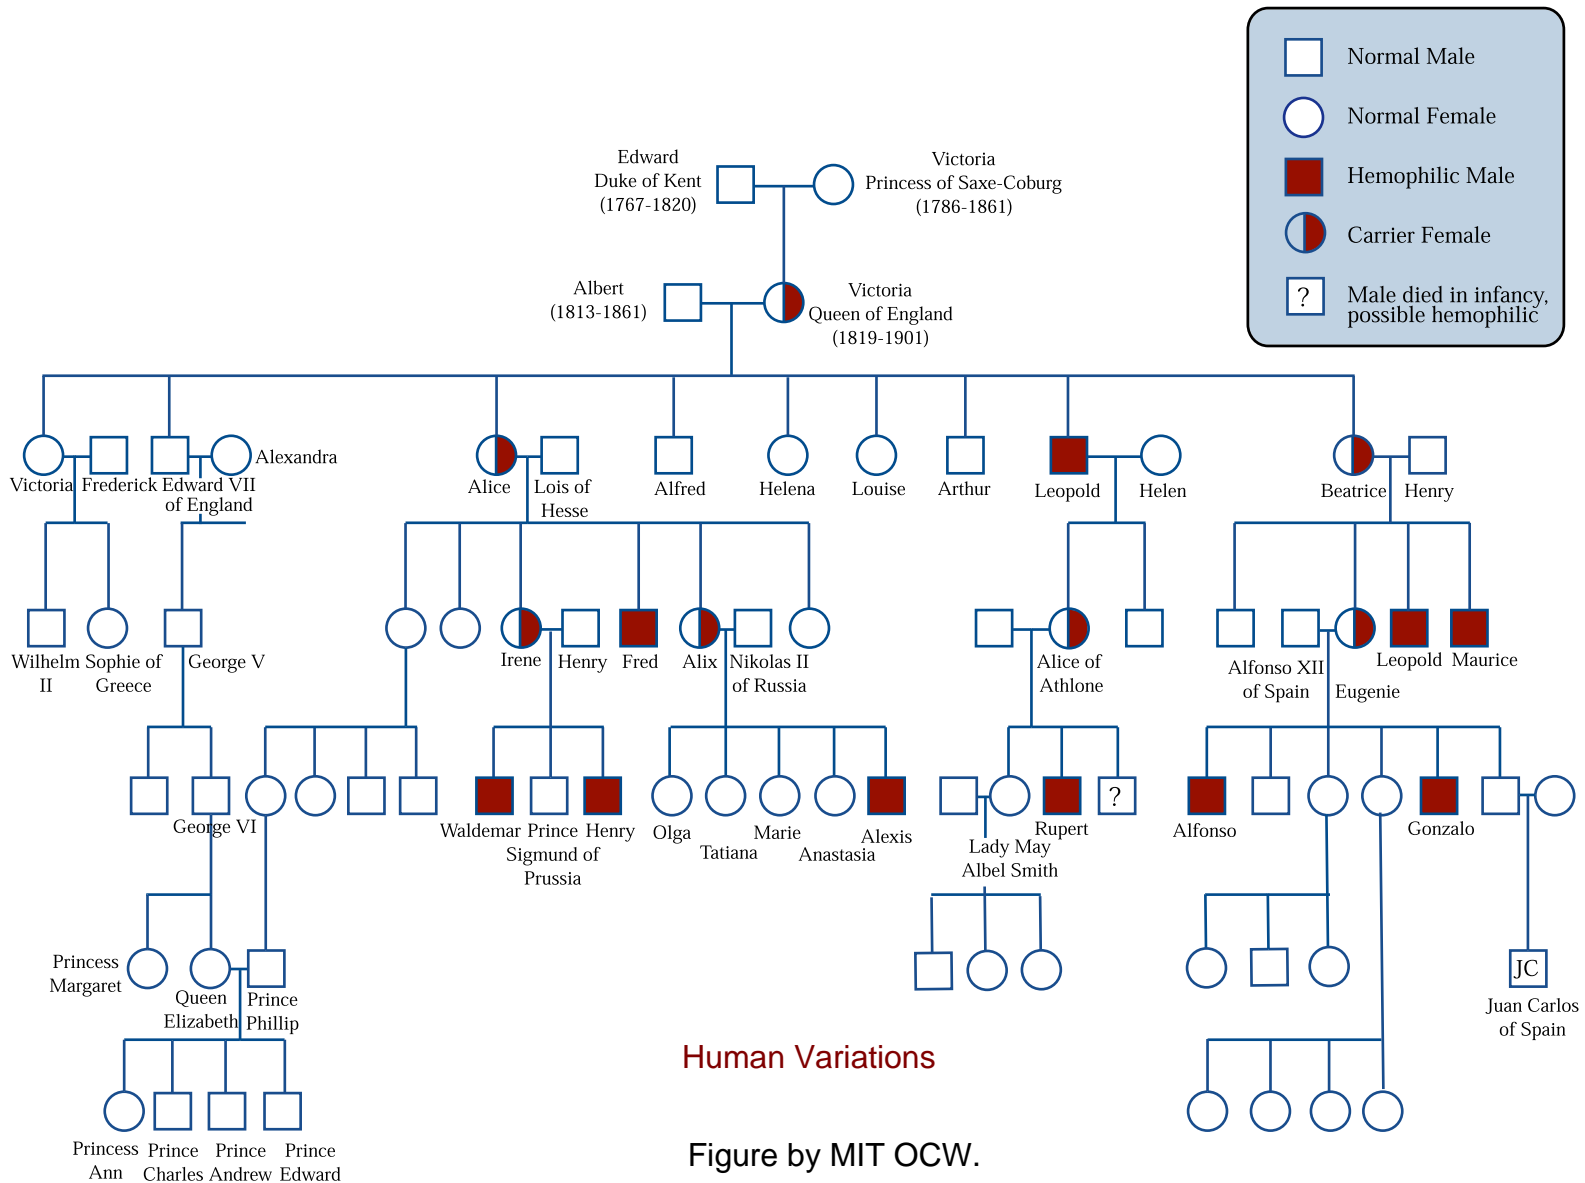 Normal Male
Normal Female
Hemophilic Male
Carrier Female
?
Male died in infancy,
possible hemophilic
Edward
Duke of Kent
(1767-1820)
Victoria
Princess of Saxe-Coburg
(1786-1861)
Albert
(1813-1861)
Victoria
Queen of England
(1819-1901)
Victoria
Frederick
Edward VII
of England
Alexandra
Alice
Lois of
Hesse
Alfred
Helena
Louise
Arthur
Leopold
Helen
Beatrice
Henry
Wilhelm
II
Sophie of
Greece
George V
Irene
Henry
Fred
Alix
Nikolas II
of Russia
Alice of
Athlone
Alfonso XII
of Spain
Eugenie
Leopold
Maurice
George VI
Waldemar
Prince
Sigmund of
Prussia
Henry
Olga
Tatiana
Marie
Anastasia
Alexis
Lady May
Albel Smith
Rupert
?
Alfonso
Gonzalo
Princess
Margaret
Queen
Elizabeth
Prince
Phillip
JC
Juan Carlos
of Spain
Princess
Ann
Prince
Charles
Prince
Andrew
Prince
Edward
Human Variations
Figure by MIT OCW.